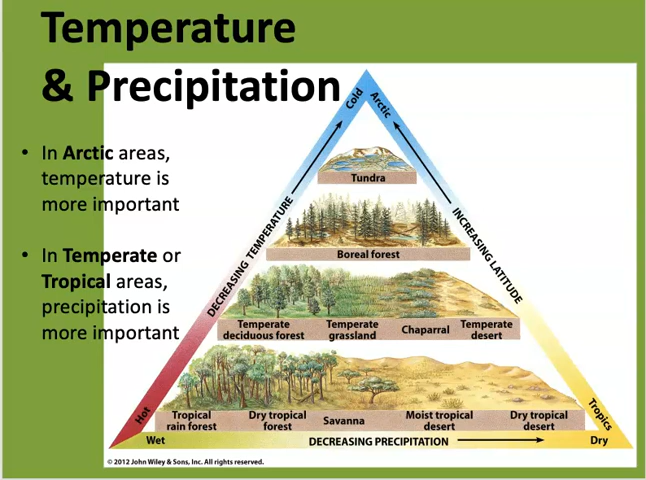 Temperature
& Precipitation
• In Arctic areas,
temperature is
more important
• In Temperate or
Tropical areas,
precipitation is
more important
Cold
Arctic
DECREASING TEMPERATURE
INCREASING LATITUDE
Tundra
Boreal forest
Temperate
deciduous forest
Temperate
grassland
Chaparral
Temperate
desert
Tropical
rain forest
Dry tropical
forest
Savanna
Moist tropical
desert
Dry tropical
desert
Hot
Tropics
Wet
DECREASING PRECIPITATION
Dry
© 2012 John Wiley & Sons, Inc. All rights reserved.